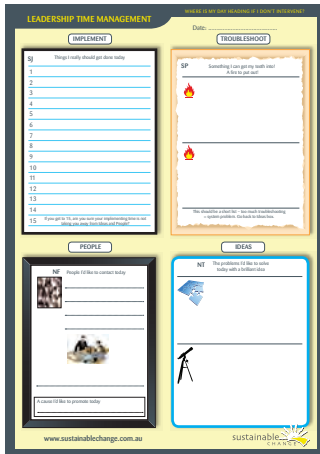 WHERE IS MY DAY HEADING IF I DON'T INTERVENE?
LEADERSHIP TIME MANAGEMENT
Date:
IMPLEMENT
SJ
Things I really should get done today
1
2
3
4
5
6
7
8
9
10
11
12
13
14
15
If you get to 15, are you sure your implementing time is not
taking you away from Ideas and People?
TROUBLESHOOT
SP
Something I can get my teeth into!
A fire to put out!
This should be a short list - too much troubleshooting
= system problem. Go back to Ideas box.
PEOPLE
NF
People I'd like to contact today
A cause I'd like to promote today
IDEAS
NT
The problems I'd like to solve
today with a brilliant idea
www.sustainablechange.com.au
sustainable
CHANGE